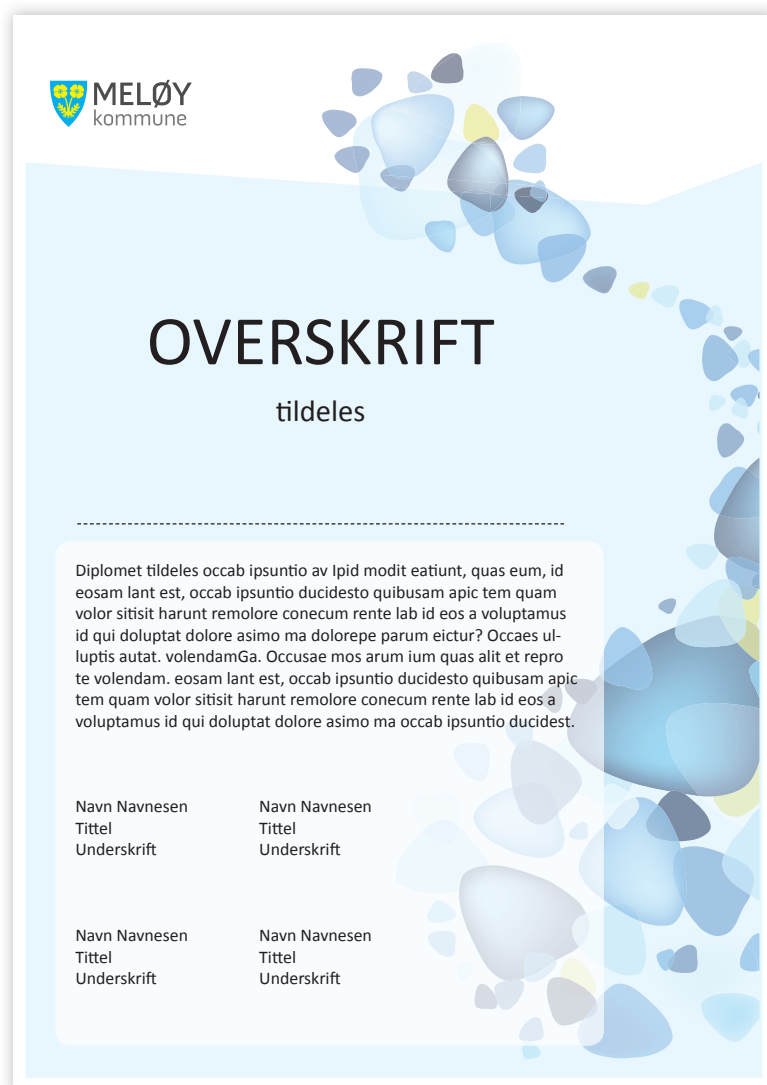 MELØY
kommune
OVERSKRIFT
tildeles
Diplomet tildeles occab ipsuntio av Ipid modit eatiunt, quas eum, id
eosam lant est, occab ipsuntio ducidesto quibusam apic tem quam
volor sitisit harunt remolore conecum rente lab id eos a voluptamus
id qui doluptat dolore asimo ma dolorepe parum eictur? Occaes ul-
luptis autat. volendamGa. Occusae mos arum ium quas alit et repro
te volendam. eosam lant est, occab ipsuntio ducidesto quibusam apic
tem quam volor sitisit harunt remolore conecum rente lab id eos a
voluptamus id qui doluptat dolore asimo ma occab ipsuntio ducidest.
Navn Navnesen
Tittel
Underskrift
Navn Navnesen
Tittel
Underskrift
Navn Navnesen
Tittel
Underskrift
Navn Navnesen
Tittel
Underskrift